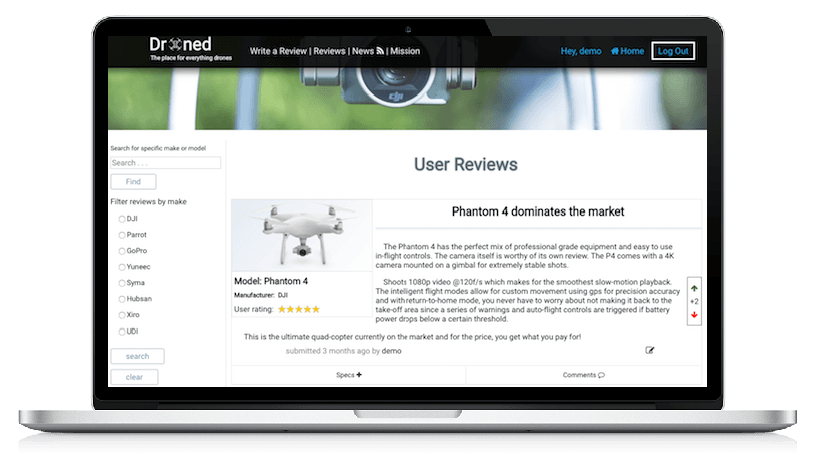 Droned
The place for everything drones
Write a Review | Reviews | News | Mission
Hey, demo
Home
Log Out
dji
Search for specific make or model
Search . . .
Find
Filter reviews by make
DJI
Parrot
GoPro
Yuneec
Syma
Hubsan
Xiro
UDI
search
clear
User Reviews
Phantom 4 dominates the market
Model: Phantom 4
Manufacturer: DJI
User rating:
The Phantom 4 has the perfect mix of professional grade equipment and easy to use
in-flight controls. The camera itself is worthy of its own review. The P4 comes with a 4K
camera mounted on a gimbal for extremely stable shots.
Shoots 1080p video @120f/s which makes for the smoothest slow-motion playback.
The intelligent flight modes allow for custom movement using gps for precision accuracy
and with return-to-home mode, you never have to worry about not making it back to the
take-off area since a series of warnings and auto-flight controls are triggered if battery
power drops below a certain threshold.
This is the ultimate quad-copter currently on the market and for the price, you get what you pay for!
submitted 3 months ago by demo
+2
Specs +
Comments